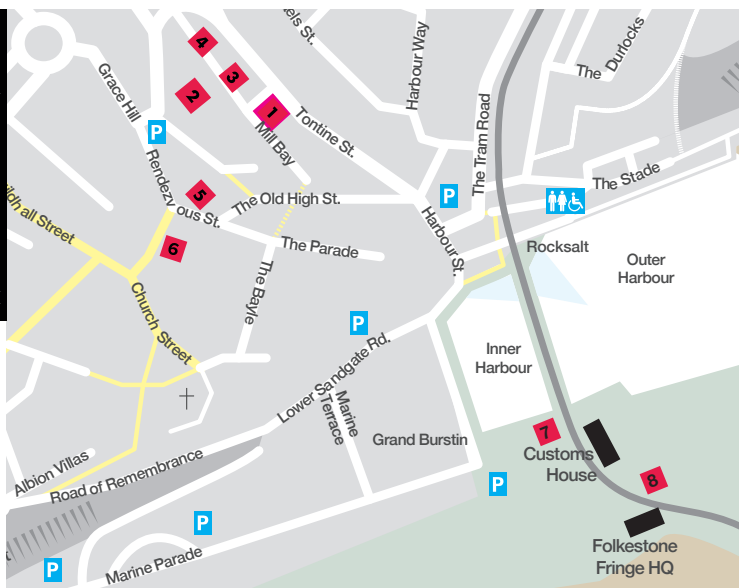 els St.
Harbour Way
The Durlocks
4
3
2
1
Grace Hill
P
Tontine St.
Mill Bay
The Tram Road
Rendezvous St.
5
The Old High St.
P
The Stade
ildhall Street
6
The Parade
Harbour St.
Rocksalt
Outer
Harbour
The Bayle
Church Street
P
Inner
Harbour
Lower Sandgate Rd.
Marine
Terrace
Grand Burstin
7
Customs
House
8
Albion Villas
Road of Remembrance
P
P
Folkestone
Fringe HQ
Marine Parade
P